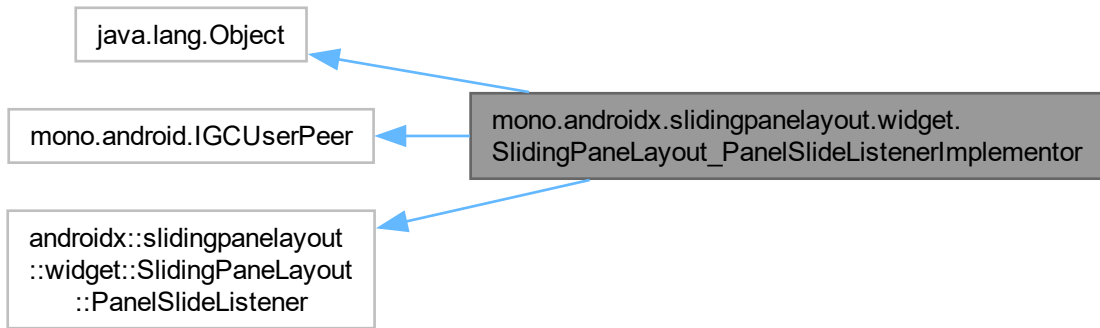 java.lang.Object
mono.android.IGCUserPeer
androidx::slidingpanelayout
::widget::SlidingPaneLayout
::PanelSlideListener
mono.androidx.slidingpanelayout.widget.
SlidingPaneLayout_PanelSlideListenerImplementor